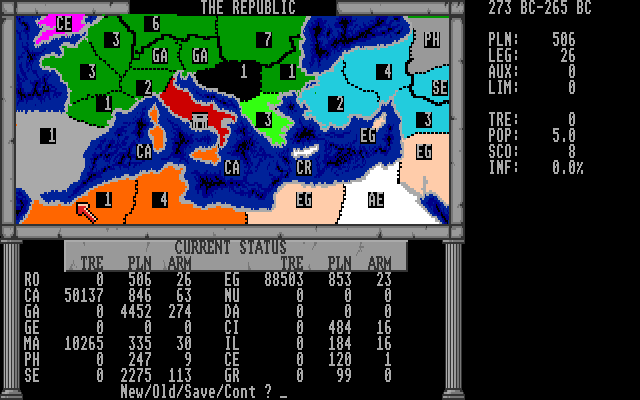 THE REPUBLIC
273 BC-265 BC
CE
6
3
GA
GA
7
PH
3
2
1
1
4
SE
1
2
3
3
1
CA
CA
CR
EG
EG
1
4
EG
AE
PLN: 506
LEG: 26
AUX: 0
LIM: 0
TRE: 0
POP: 5.0
SCO: 8
INF: 0.0%
CURRENT STATUS
TRE PLN ARM TRE PLN ARM
RO 0 506 26 EG 88503 853 23
CA 50137 846 63 NU 0 0 0
GA 0 4452 274 DA 0 0 0
GE 0 0 0 CI 0 484 16
MA 10265 335 30 IL 0 184 16
PH 0 247 9 CE 0 120 1
SE 0 2275 113 GR 0 99 0
New/Old/Save/Cont ? _